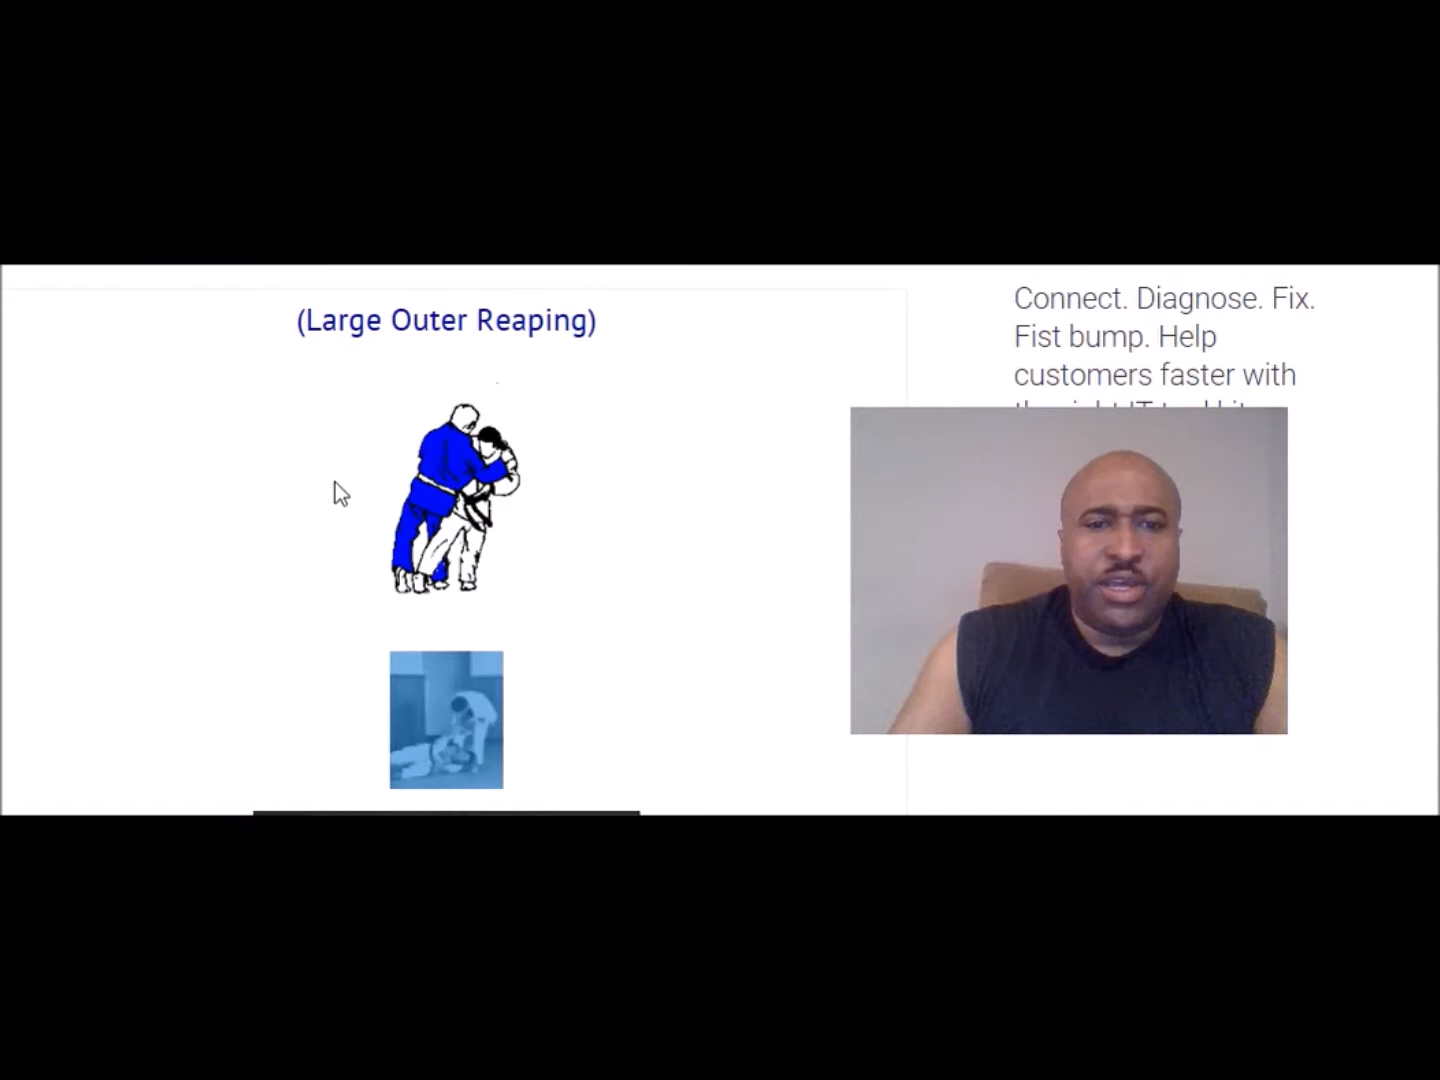 (Large Outer Reaping)
Connect. Diagnose. Fix.
Fist bump. Help
customers faster with